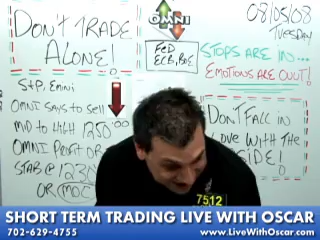 DON'T TRADE
ALONE!
S+P, Emini
OMNI SAYS TO SELL
MID TO HIGH 1250'00
OMNI PROFIT OR
STAB @ 1230
OR MOC
OMNI
FED
ECB, BOE
08/05/08
TUESDAY
STOPS ARE IN...
EMOTIONS ARE OUT!
DON'T FALL IN
LOVE WITH THE
SIDE!
7512
SHORT TERM TRADING LIVE WITH OSCAR
702-629-4755
www.LiveWithOscar.com